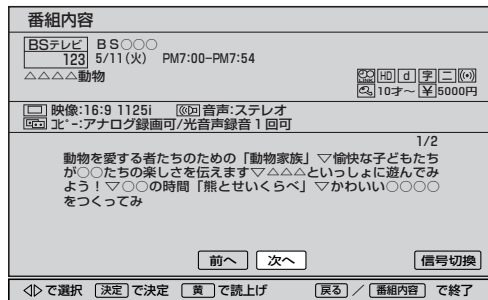 番組内容
BSテレビ BS○○○
123 5/11(火) PM7:00-PM7:54
△△△△動物
LINK HD d 字 二
10才～ ¥5000円
映像:16:9 1125i 音声:ステレオ
ｺﾋﾟｰ:アナログ録画可/光音声録音1回可
1/2
動物を愛する者たちのための「動物家族」▽愉快な子どもたち
が○○たちの楽しさを伝えます▽△△△といっしょに遊んでみ
よう！▽○○の時間「熊とせいくらべ」▽かわいい○○○○
をつくってみ
前へ 次へ 信号切換
◁▷で選択 決定で決定 黄で読上げ 戻る／番組内容 で終了